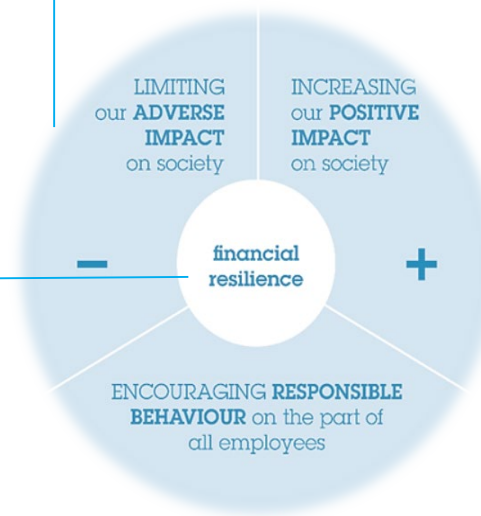 LIMITING
our ADVERSE
IMPACT
on society
INCREASING
our POSITIVE
IMPACT
on society
−
financial
resilience
+
ENCOURAGING RESPONSIBLE
BEHAVIOUR on the part of
all employees